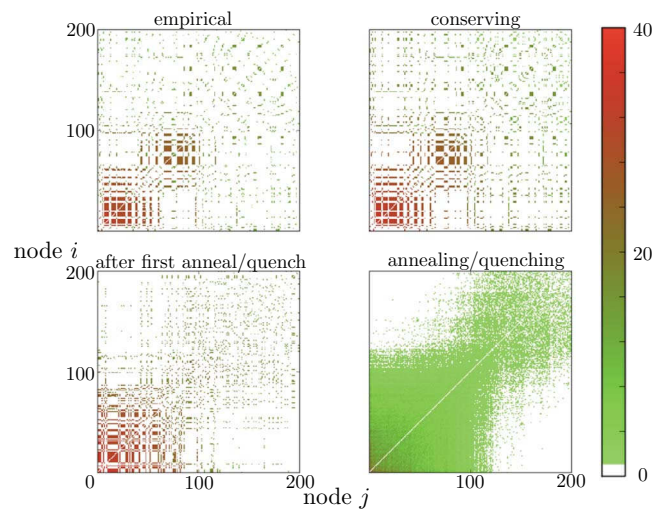 empirical
conserving
200
100
40
20
0
node i
after first anneal/quench
annealing/quenching
200
100
0
100
200
100
200
node j